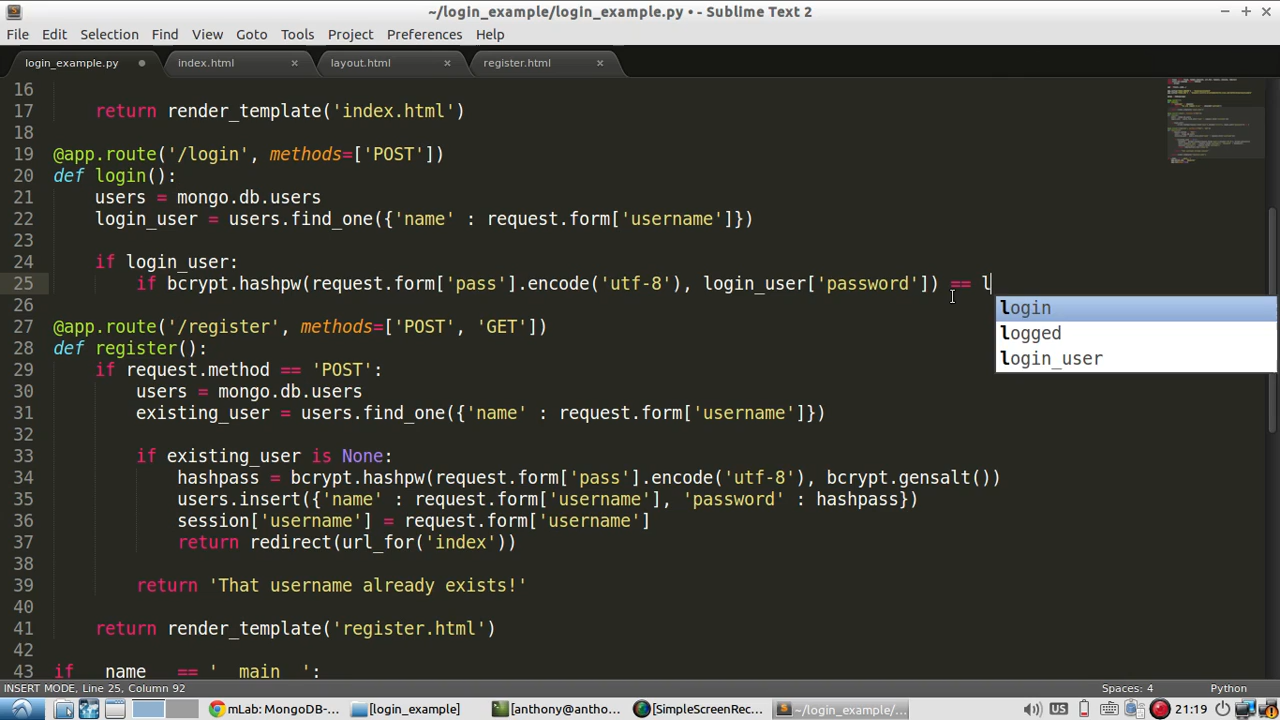 ~/login_example/login_example.py • - Sublime Text 2
File Edit Selection Find View Goto Tools Project Preferences Help
login_example.py index.html layout.html register.html
16
17 return render_template('index.html')
18
19 @app.route('/login', methods=['POST'])
20 def login():
21 users = mongo.db.users
22 login_user = users.find_one({'name' : request.form['username']})
23
24 if login_user:
25 if bcrypt.hashpw(request.form['pass'].encode('utf-8'), login_user['password']) == l
login
logged
login_user
26
27 @app.route('/register', methods=['POST', 'GET'])
28 def register():
29 if request.method == 'POST':
30 users = mongo.db.users
31 existing_user = users.find_one({'name' : request.form['username']})
32
33 if existing_user is None:
34 hashpass = bcrypt.hashpw(request.form['pass'].encode('utf-8'), bcrypt.gensalt())
35 users.insert({'name' : request.form['username'], 'password' : hashpass})
36 session['username'] = request.form['username']
37 return redirect(url_for('index'))
38
39 return 'That username already exists!'
40
41 return render_template('register.html')
42
43 if __name__ == '__main__':
INSERT MODE, Line 25, Column 92 Spaces: 4 Python
mLab: MongoDB-... [login_example] [anthony@antho... [SimpleScreenRec... ~/login_example/... US 21:19